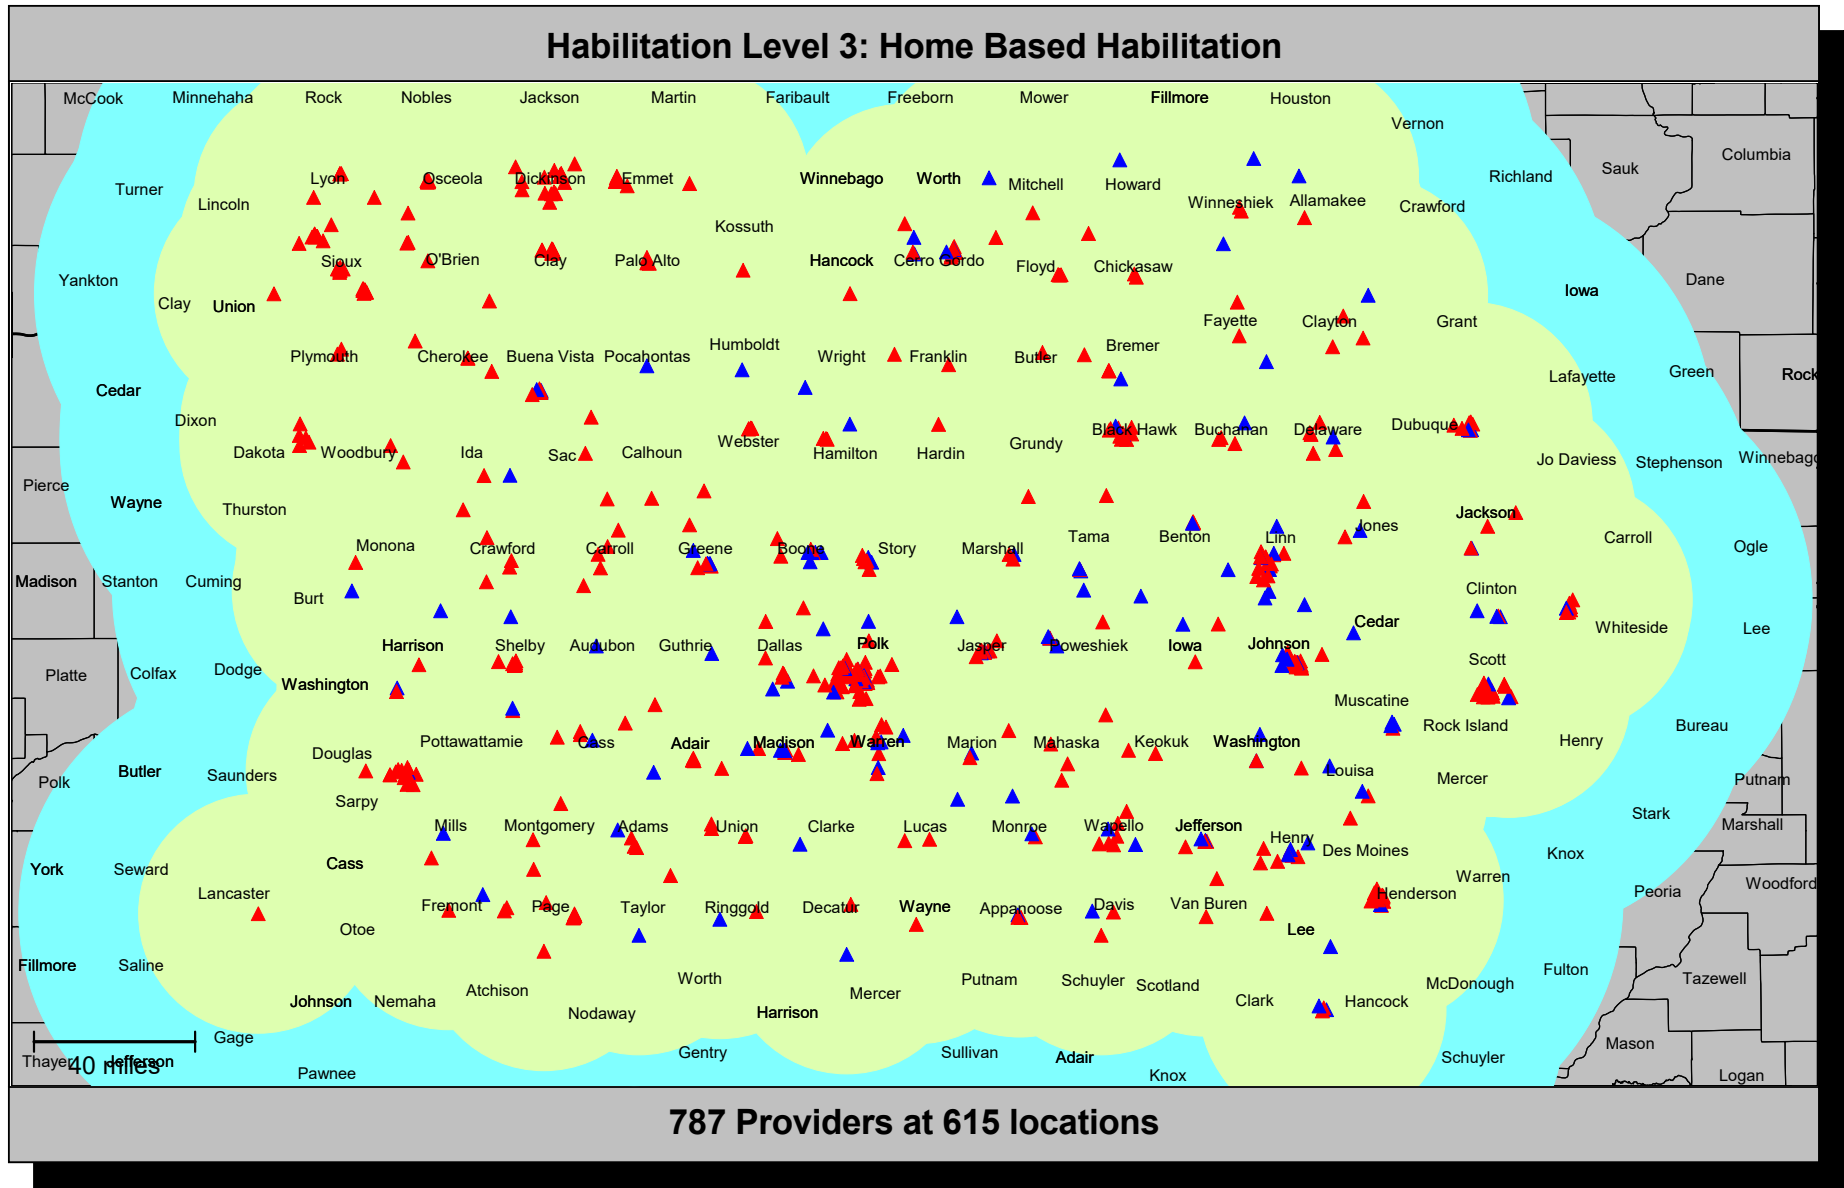 Habilitation Level 3: Home Based Habilitation
McCook Minnehaha Rock Nobles Jackson Martin Faribault Freeborn Mower Fillmore Houston
Vernon
Sauk Columbia
Turner Lyon Osceola Dickinson Emmet Winnebago Worth Mitchell Howard Richland
Lincoln Kossuth Winneshiek Allamakee Crawford
Yankton Sioux O'Brien Clay Palo Alto Hancock Cerro Gordo Floyd Chickasaw Iowa Dane
Clay Union Fayette Clayton Grant
Plymouth Cherokee Buena Vista Pocahontas Humboldt Wright Franklin Butler Bremer
Cedar Lafayette Green Rock
Dixon Webster Black Hawk Buchanan Delaware Dubuque
Dakota Woodbury Ida Sac Calhoun Hamilton Hardin Grundy Jo Daviess Stephenson Winnebago
Pierce Wayne Thurston Jackson
Monona Crawford Carroll Greene Boone Story Marshall Tama Benton Linn Jones Carroll Ogle
Madison Stanton Cuming Burt Clinton
Cedar Whiteside Lee
Harrison Shelby Audubon Guthrie Dallas Polk Jasper Poweshiek Iowa Johnson Scott
Platte Colfax Dodge Washington Muscatine
Rock Island Bureau
Douglas Pottawattamie Cass Adair Madison Warren Marion Mahaska Keokuk Washington Henry
Polk Butler Saunders Louisa Mercer Putnam
Sarpy Stark
Mills Montgomery Adams Union Clarke Lucas Monroe Wapello Jefferson Henry Marshall
York Seward Cass Des Moines Knox
Lancaster Warren Peoria Woodford
Fremont Page Taylor Ringgold Decatur Wayne Appanoose Davis Van Buren Henderson
Otoe Lee
Fillmore Saline Worth Putnam Schuyler Scotland McDonough Fulton Tazewell
Johnson Nemaha Atchison Nodaway Harrison Mercer Clark Hancock
Gage Mason
Thayer Jefferson Gentry Sullivan Adair Schuyler
40 miles
Pawnee Knox Logan
787 Providers at 615 locations